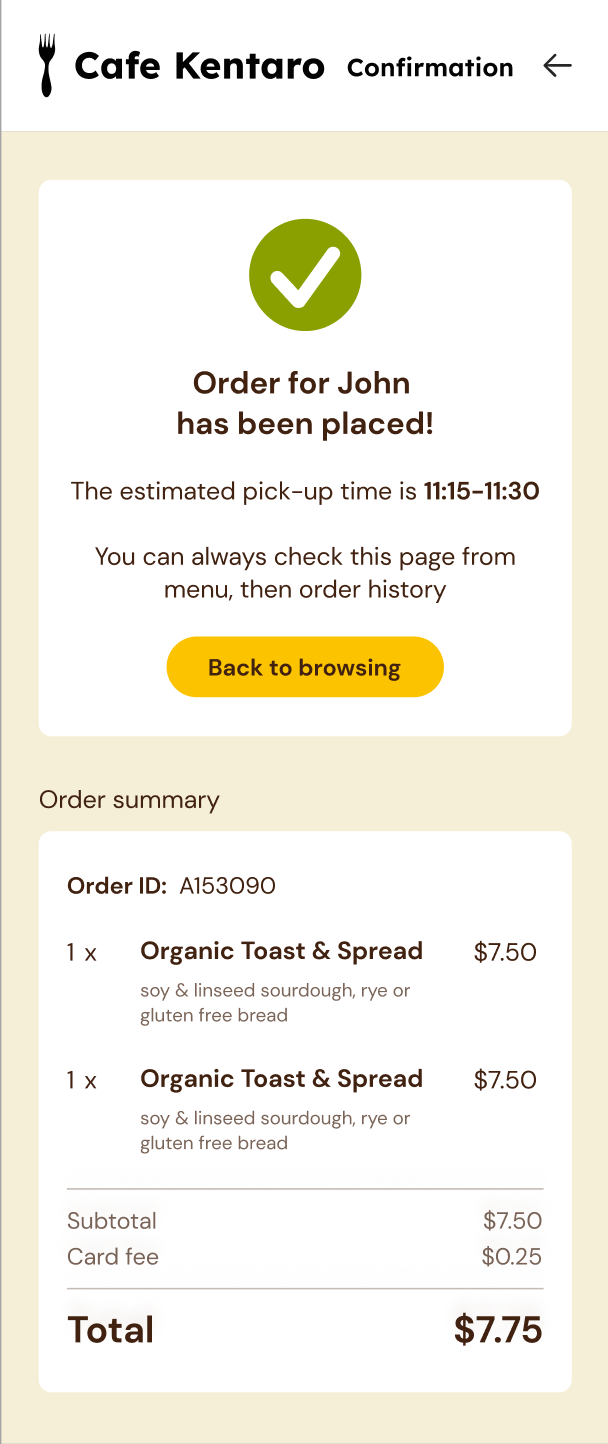 Cafe Kentaro Confirmation
Order for John
has been placed!
The estimated pick-up time is 11:15-11:30
You can always check this page from
menu, then order history
Back to browsing
Order summary
Order ID: A153090
1 x Organic Toast & Spread $7.50
soy & linseed sourdough, rye or
gluten free bread
1 x Organic Toast & Spread $7.50
soy & linseed sourdough, rye or
gluten free bread
Subtotal $7.50
Card fee $0.25
Total $7.75